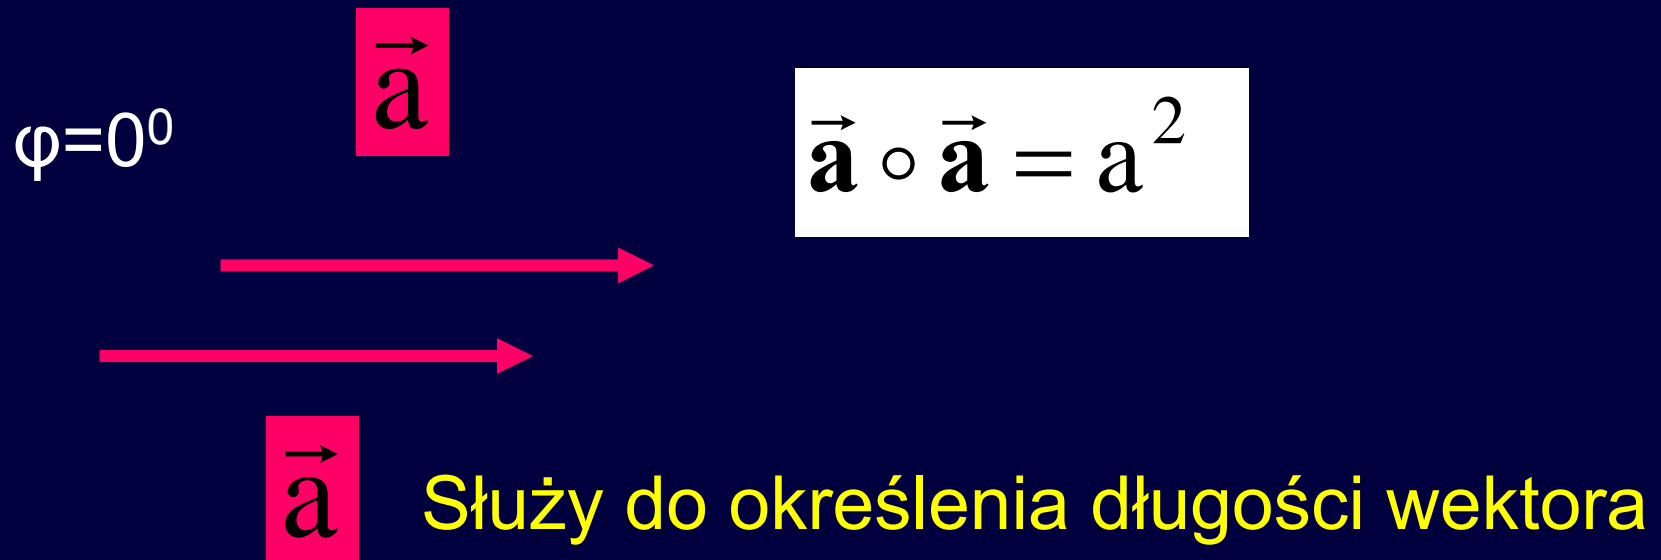 a⃗
φ=0⁰
a⃗ ∘ a⃗ = a²
a⃗
Służy do określenia długości wektora